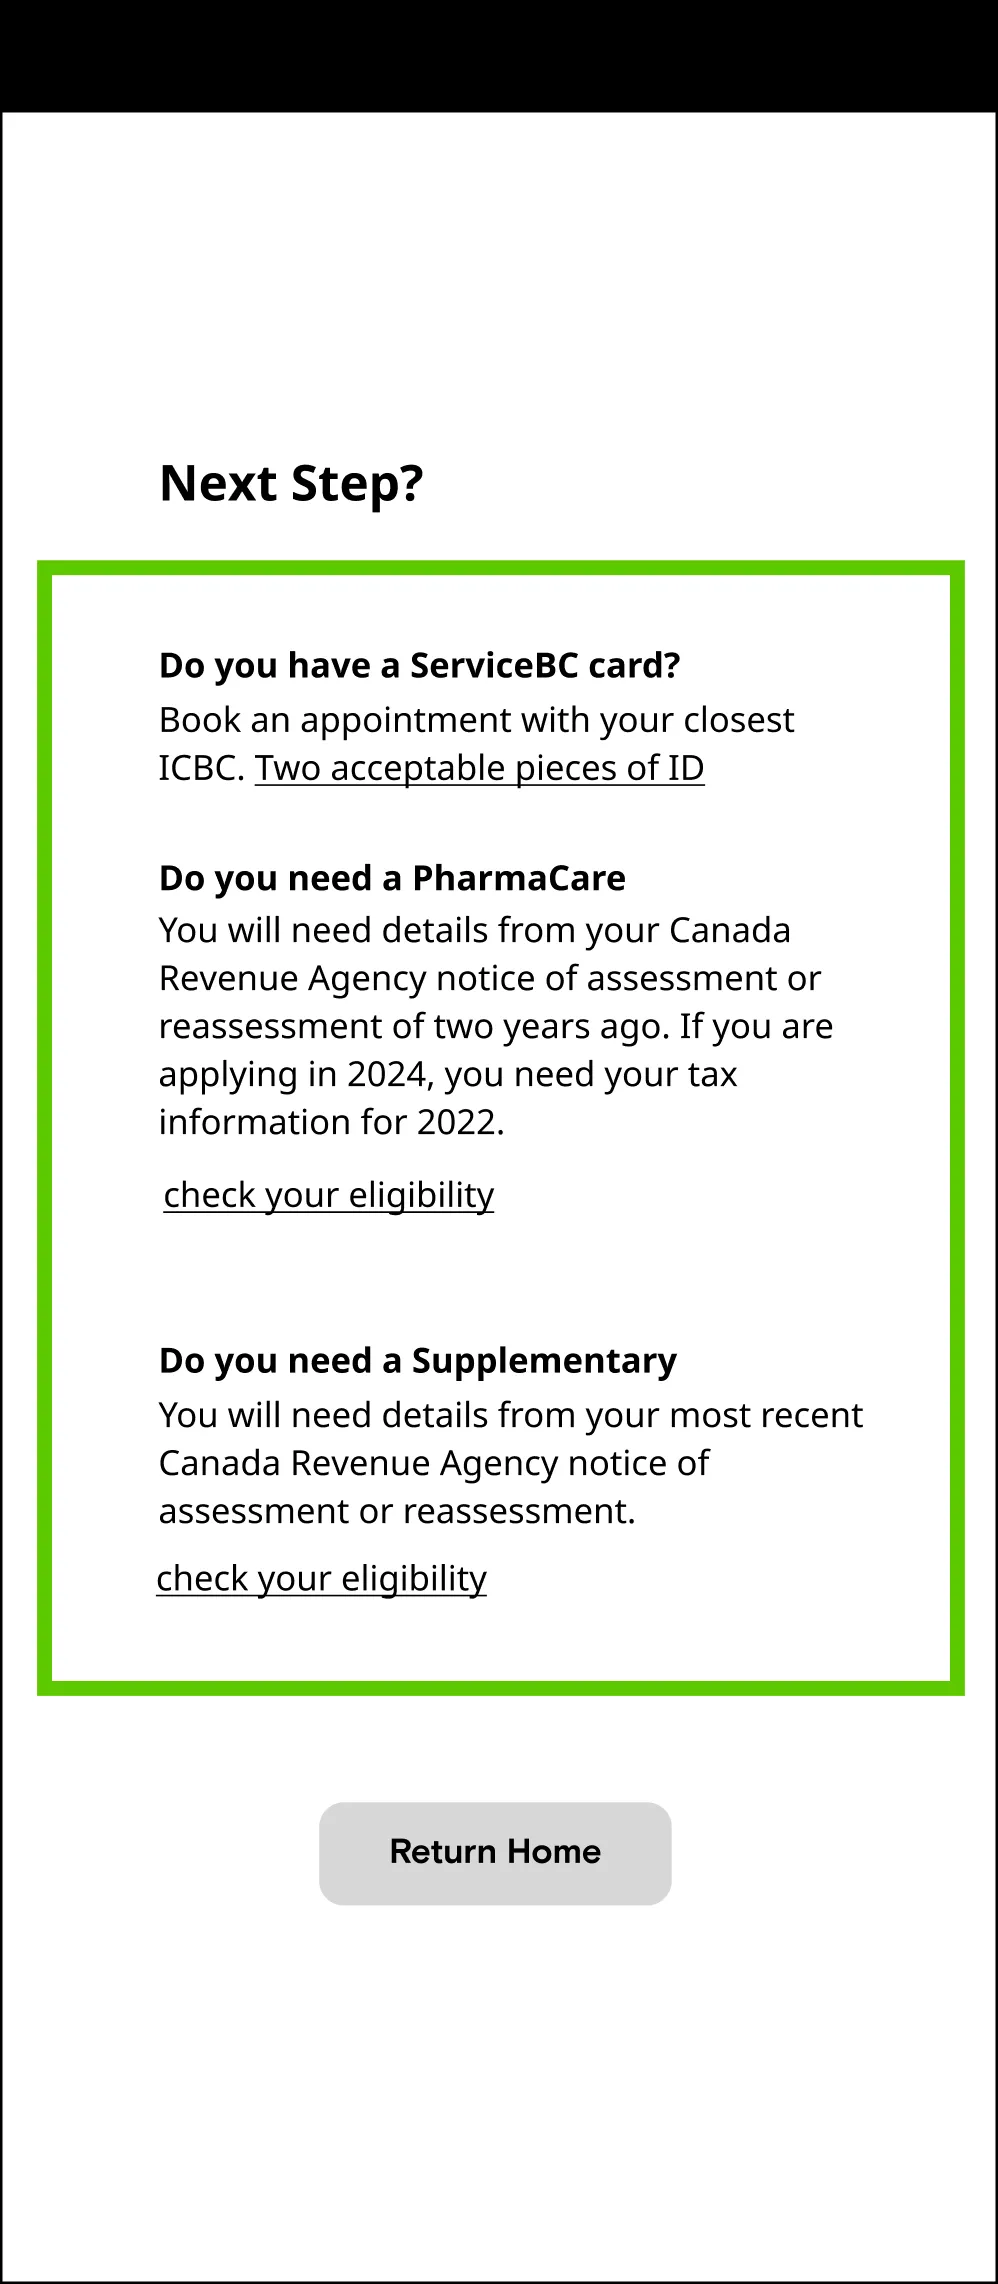 Next Step?
Do you have a ServiceBC card?
Book an appointment with your closest
ICBC. Two acceptable pieces of ID
Do you need a PharmaCare
You will need details from your Canada
Revenue Agency notice of assessment or
reassessment of two years ago. If you are
applying in 2024, you need your tax
information for 2022.
check your eligibility
Do you need a Supplementary
You will need details from your most recent
Canada Revenue Agency notice of
assessment or reassessment.
check your eligibility
Return Home